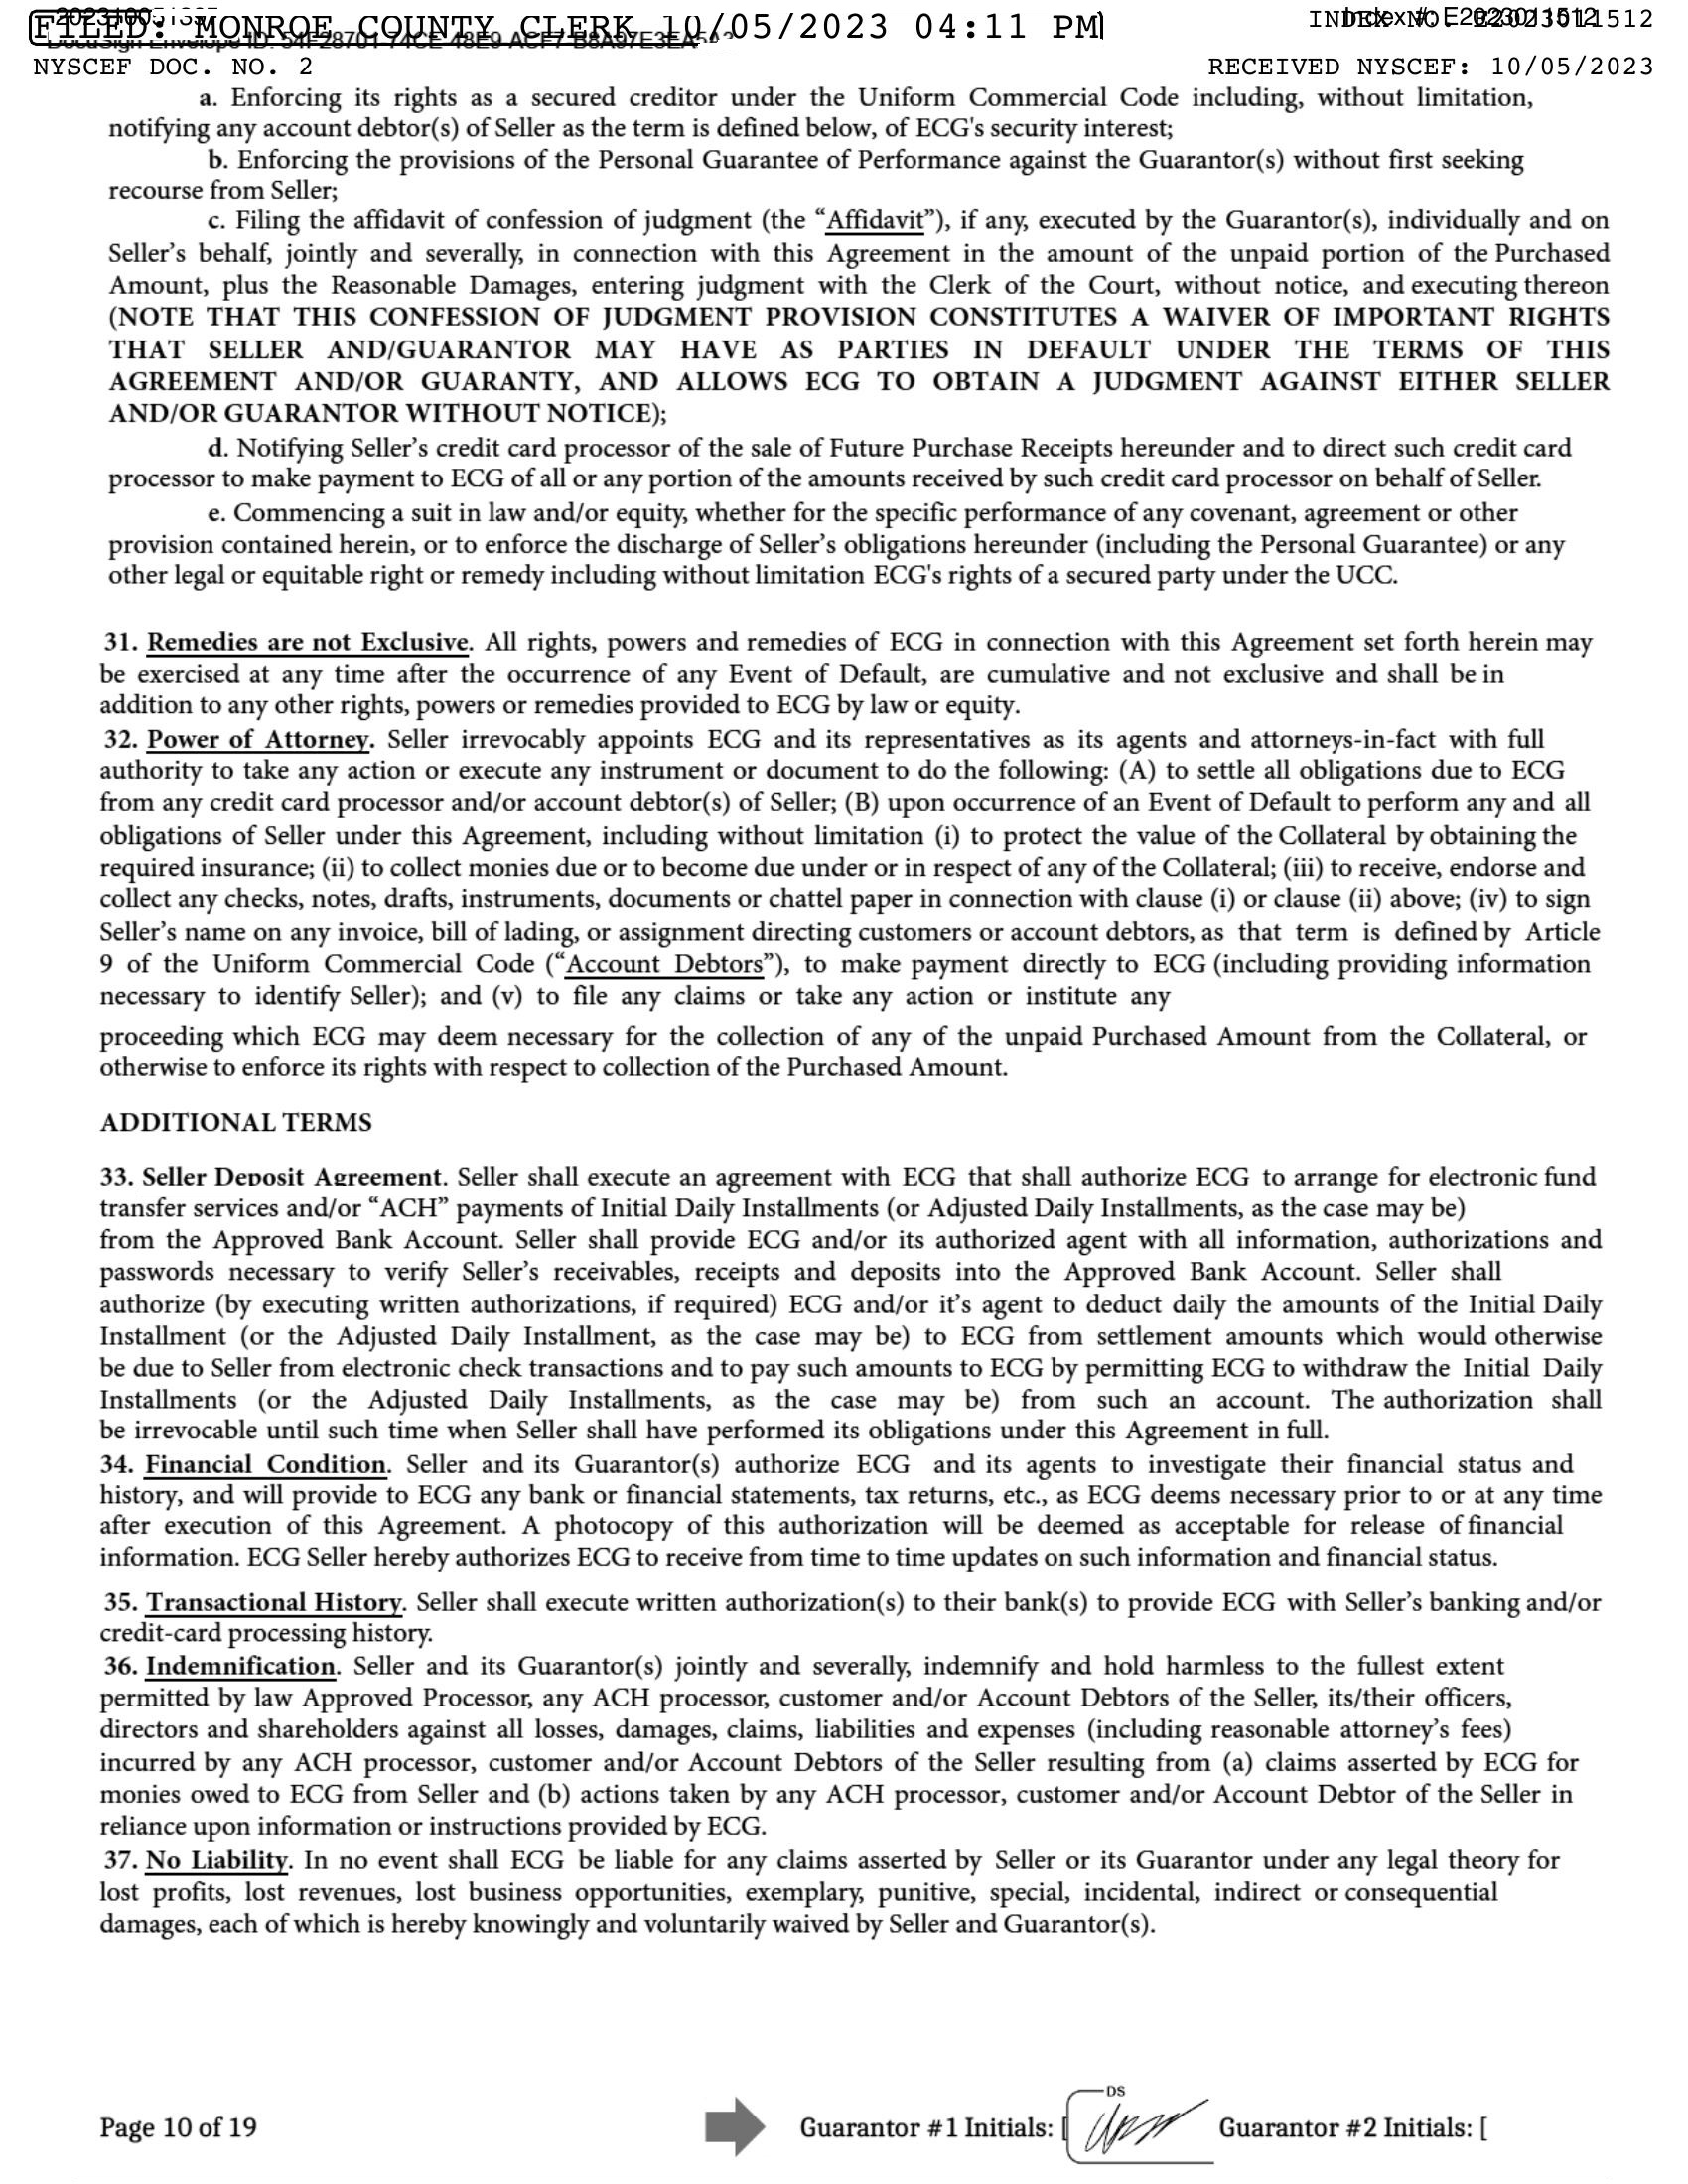 FILED: MONROE COUNTY CLERK 10/05/2023 04:11 PM
INDEX NO. E2023011512
NYSCEF DOC. NO. 2
RECEIVED NYSCEF: 10/05/2023
a. Enforcing its rights as a secured creditor under the Uniform Commercial Code including, without limitation,
notifying any account debtor(s) of Seller as the term is defined below, of ECG's security interest;
b. Enforcing the provisions of the Personal Guarantee of Performance against the Guarantor(s) without first seeking
recourse from Seller;
c. Filing the affidavit of confession of judgment (the “Affidavit”), if any, executed by the Guarantor(s), individually and on
Seller’s behalf, jointly and severally, in connection with this Agreement in the amount of the unpaid portion of the Purchased
Amount, plus the Reasonable Damages, entering judgment with the Clerk of the Court, without notice, and executing thereon
(NOTE THAT THIS CONFESSION OF JUDGMENT PROVISION CONSTITUTES A WAIVER OF IMPORTANT RIGHTS
THAT SELLER AND/GUARANTOR MAY HAVE AS PARTIES IN DEFAULT UNDER THE TERMS OF THIS
AGREEMENT AND/OR GUARANTY, AND ALLOWS ECG TO OBTAIN A JUDGMENT AGAINST EITHER SELLER
AND/OR GUARANTOR WITHOUT NOTICE);
d. Notifying Seller’s credit card processor of the sale of Future Purchase Receipts hereunder and to direct such credit card
processor to make payment to ECG of all or any portion of the amounts received by such credit card processor on behalf of Seller.
e. Commencing a suit in law and/or equity, whether for the specific performance of any covenant, agreement or other
provision contained herein, or to enforce the discharge of Seller’s obligations hereunder (including the Personal Guarantee) or any
other legal or equitable right or remedy including without limitation ECG's rights of a secured party under the UCC.
31. Remedies are not Exclusive. All rights, powers and remedies of ECG in connection with this Agreement set forth herein may
be exercised at any time after the occurrence of any Event of Default, are cumulative and not exclusive and shall be in
addition to any other rights, powers or remedies provided to ECG by law or equity.
32. Power of Attorney. Seller irrevocably appoints ECG and its representatives as its agents and attorneys-in-fact with full
authority to take any action or execute any instrument or document to do the following: (A) to settle all obligations due to ECG
from any credit card processor and/or account debtor(s) of Seller; (B) upon occurrence of an Event of Default to perform any and all
obligations of Seller under this Agreement, including without limitation (i) to protect the value of the Collateral by obtaining the
required insurance; (ii) to collect monies due or to become due under or in respect of any of the Collateral; (iii) to receive, endorse and
collect any checks, notes, drafts, instruments, documents or chattel paper in connection with clause (i) or clause (ii) above; (iv) to sign
Seller’s name on any invoice, bill of lading, or assignment directing customers or account debtors, as that term is defined by Article
9 of the Uniform Commercial Code (“Account Debtors”), to make payment directly to ECG (including providing information
necessary to identify Seller); and (v) to file any claims or take any action or institute any
proceeding which ECG may deem necessary for the collection of any of the unpaid Purchased Amount from the Collateral, or
otherwise to enforce its rights with respect to collection of the Purchased Amount.
ADDITIONAL TERMS
33. Seller Deposit Agreement. Seller shall execute an agreement with ECG that shall authorize ECG to arrange for electronic fund
transfer services and/or “ACH” payments of Initial Daily Installments (or Adjusted Daily Installments, as the case may be)
from the Approved Bank Account. Seller shall provide ECG and/or its authorized agent with all information, authorizations and
passwords necessary to verify Seller’s receivables, receipts and deposits into the Approved Bank Account. Seller shall
authorize (by executing written authorizations, if required) ECG and/or it’s agent to deduct daily the amounts of the Initial Daily
Installment (or the Adjusted Daily Installment, as the case may be) to ECG from settlement amounts which would otherwise
be due to Seller from electronic check transactions and to pay such amounts to ECG by permitting ECG to withdraw the Initial Daily
Installments (or the Adjusted Daily Installments, as the case may be) from such an account. The authorization shall
be irrevocable until such time when Seller shall have performed its obligations under this Agreement in full.
34. Financial Condition. Seller and its Guarantor(s) authorize ECG and its agents to investigate their financial status and
history, and will provide to ECG any bank or financial statements, tax returns, etc., as ECG deems necessary prior to or at any time
after execution of this Agreement. A photocopy of this authorization will be deemed as acceptable for release of financial
information. ECG Seller hereby authorizes ECG to receive from time to time updates on such information and financial status.
35. Transactional History. Seller shall execute written authorization(s) to their bank(s) to provide ECG with Seller’s banking and/or
credit-card processing history.
36. Indemnification. Seller and its Guarantor(s) jointly and severally, indemnify and hold harmless to the fullest extent
permitted by law Approved Processor, any ACH processor, customer and/or Account Debtors of the Seller, its/their officers,
directors and shareholders against all losses, damages, claims, liabilities and expenses (including reasonable attorney’s fees)
incurred by any ACH processor, customer and/or Account Debtors of the Seller resulting from (a) claims asserted by ECG for
monies owed to ECG from Seller and (b) actions taken by any ACH processor, customer and/or Account Debtor of the Seller in
reliance upon information or instructions provided by ECG.
37. No Liability. In no event shall ECG be liable for any claims asserted by Seller or its Guarantor under any legal theory for
lost profits, lost revenues, lost business opportunities, exemplary, punitive, special, incidental, indirect or consequential
damages, each of which is hereby knowingly and voluntarily waived by Seller and Guarantor(s).
DS
Page 10 of 19
Guarantor #1 Initials: [
Guarantor #2 Initials: [